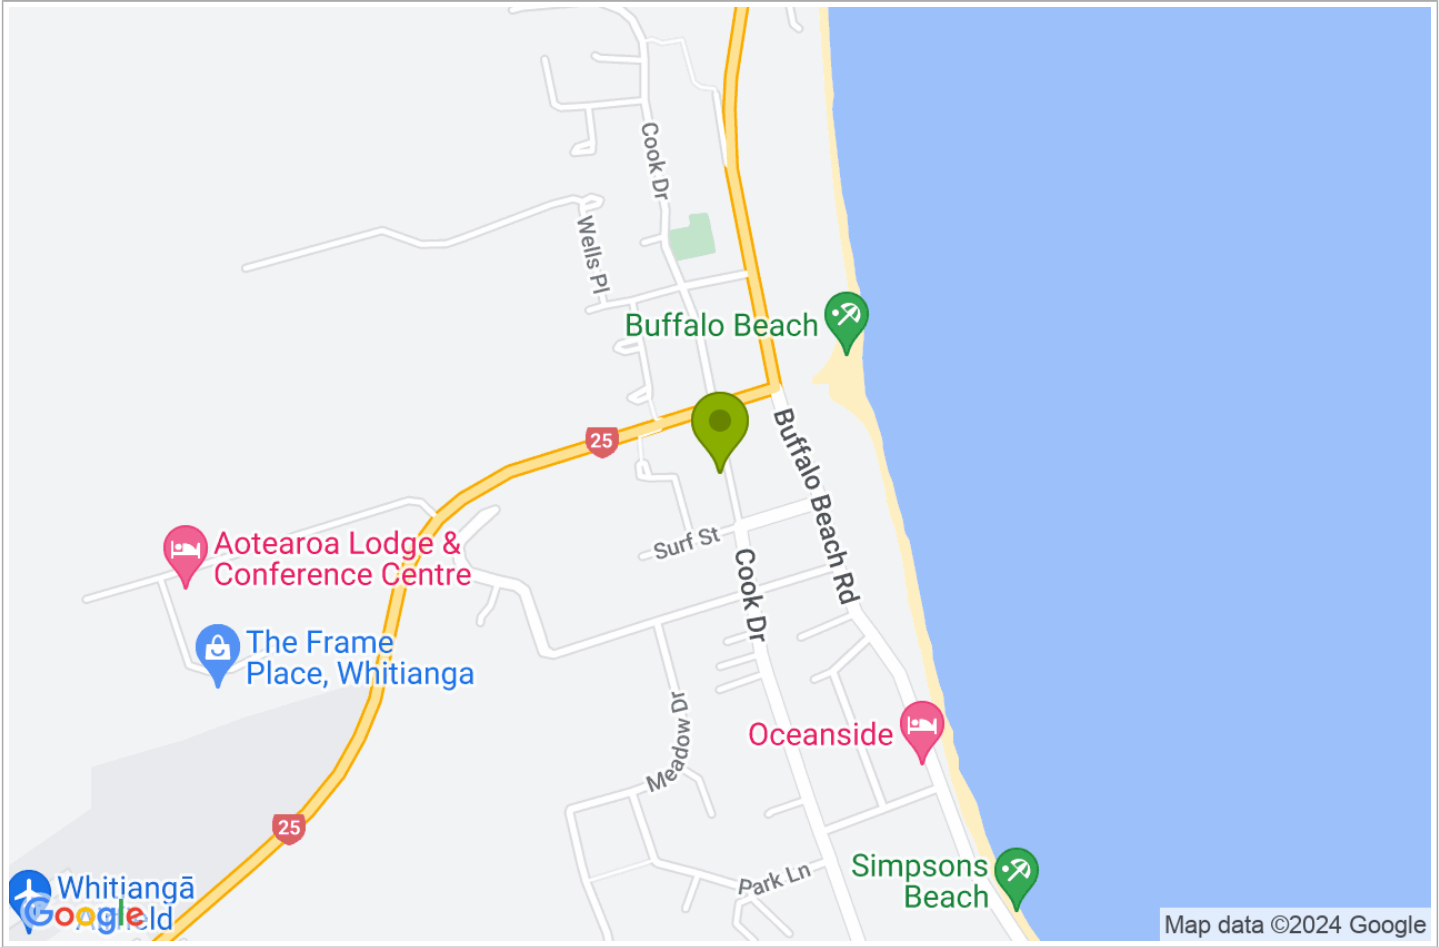 Cook Dr
Wells Pl
Buffalo Beach
25
Buffalo Beach Rd
Surf St
Aotearoa Lodge &
Conference Centre
Cook Dr
The Frame
Place, Whitianga
Meadow Dr
Oceanside
25
Simpsons
Beach
Park Ln
Whitiangā
Airfield
Google
Map data ©2024 Google